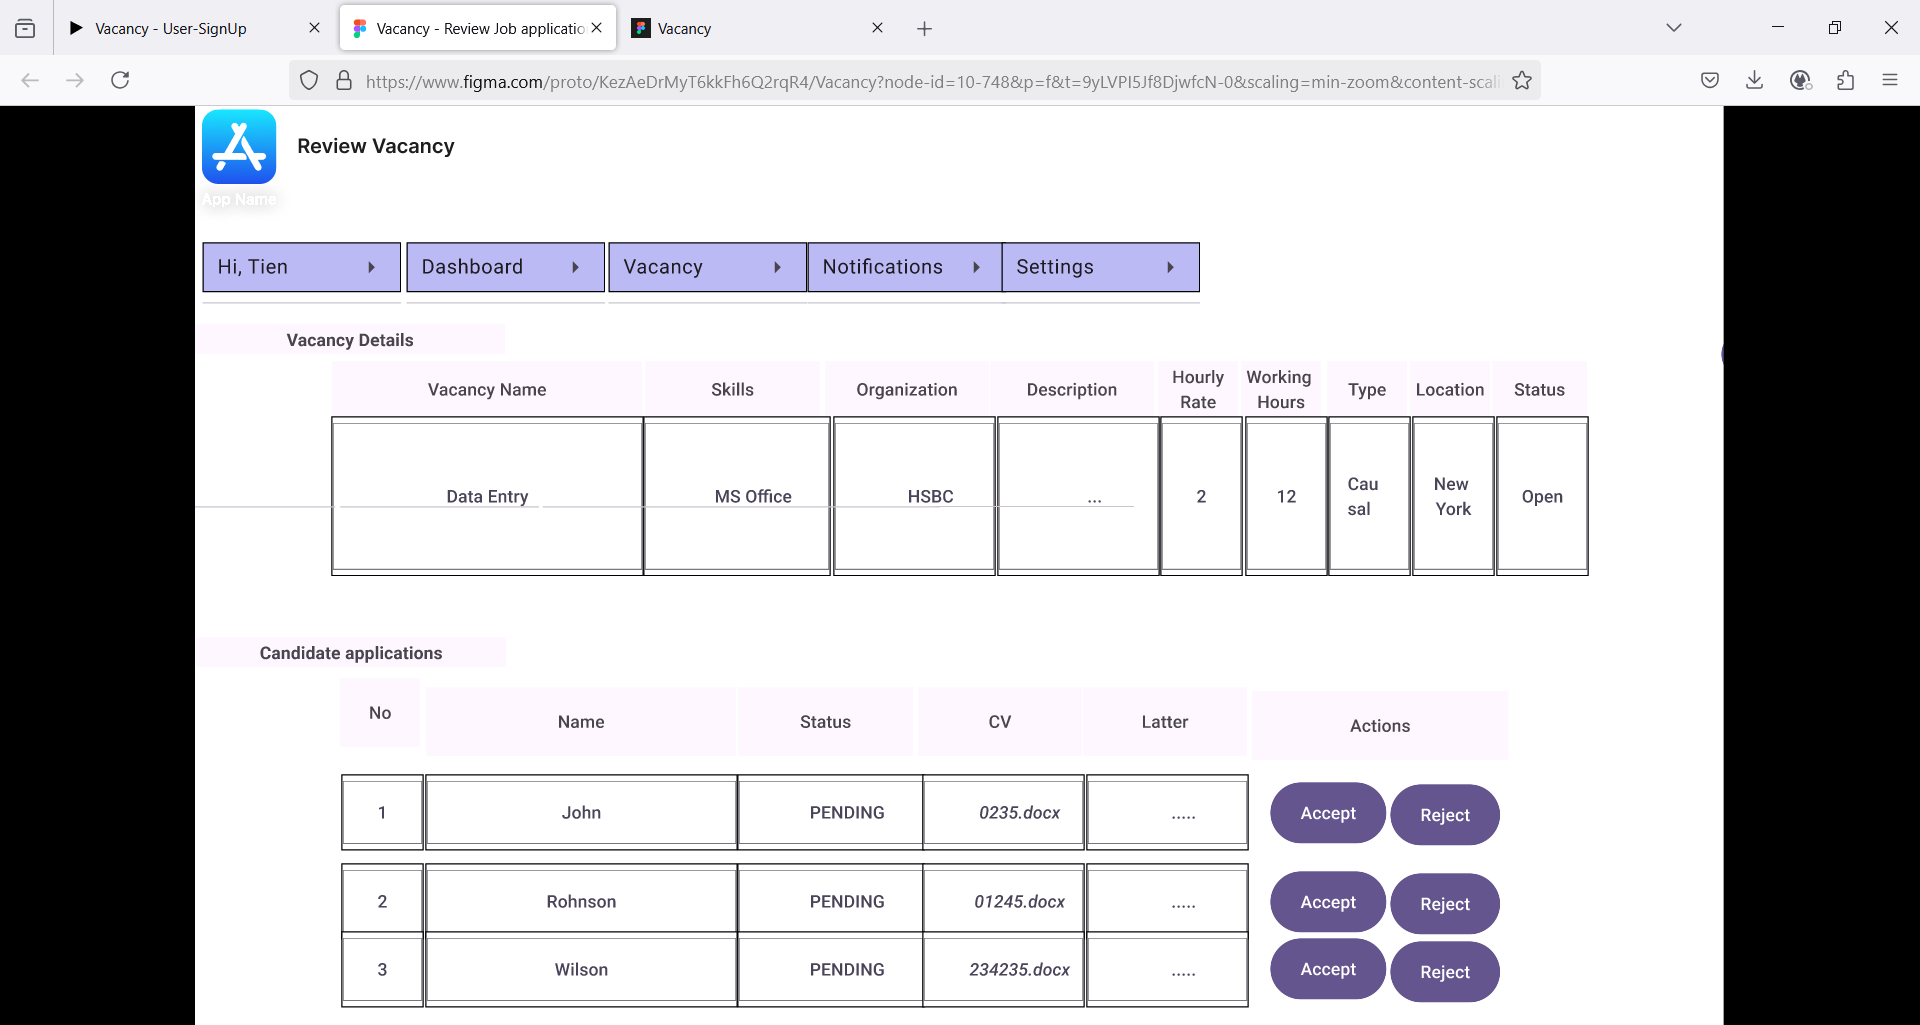 Vacancy - User-SignUp
Vacancy - Review Job applicatio
Vacancy
https://www.figma.com/proto/KezAeDrMyT6kkFh6Q2rqR4/Vacancy?node-id=10-748&p=f&t=9yLVPI5Jf8DjwfcN-0&scaling=min-zoom&content-scali
Review Vacancy
App Name
Hi, Tien
Dashboard
Vacancy
Notifications
Settings
Vacancy Details
Vacancy Name
Skills
Organization
Description
Hourly
Rate
Working
Hours
Type
Location
Status
Data Entry
MS Office
HSBC
...
2
12
Cau
sal
New
York
Open
Candidate applications
No
Name
Status
CV
Latter
Actions
1
John
PENDING
0235.docx
.....
Accept
Reject
2
Rohnson
PENDING
01245.docx
.....
Accept
Reject
3
Wilson
PENDING
234235.docx
.....
Accept
Reject